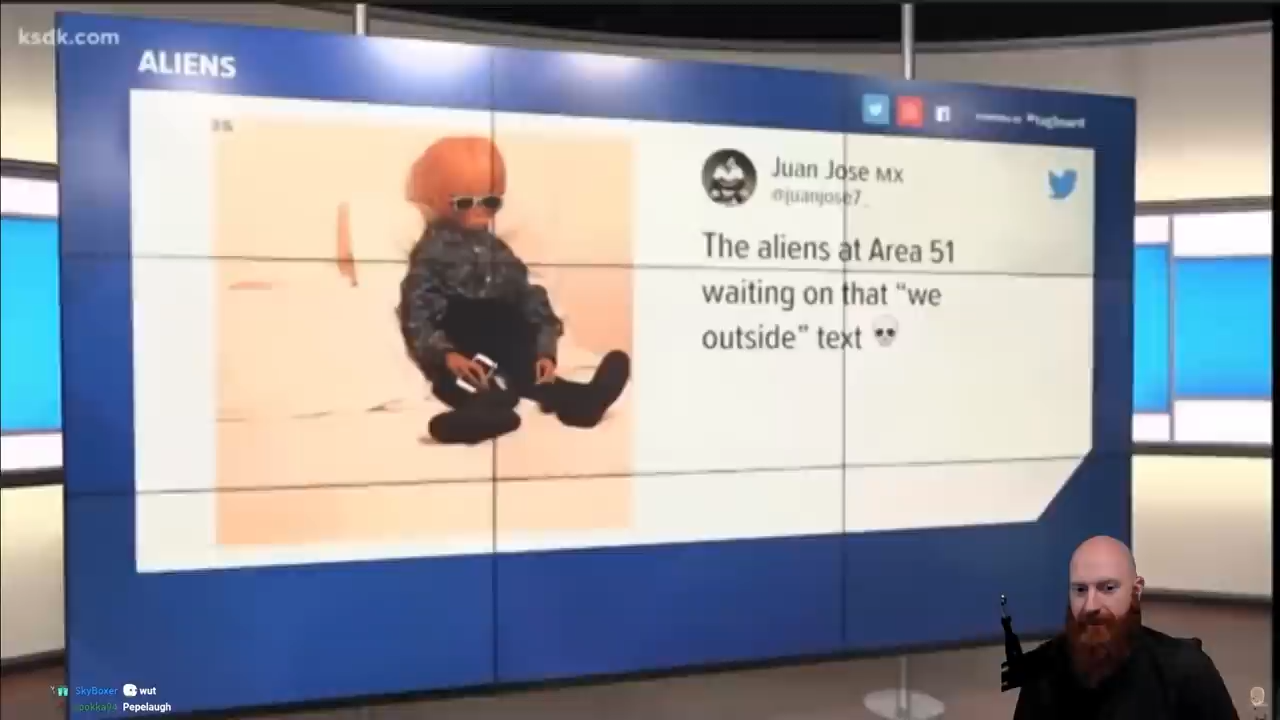 ksdk.com
ALIENS
Juan Jose MX
@juanjose7_
The aliens at Area 51
waiting on that “we
outside” text 💀
SkyBoxer wut
Pepelaugh